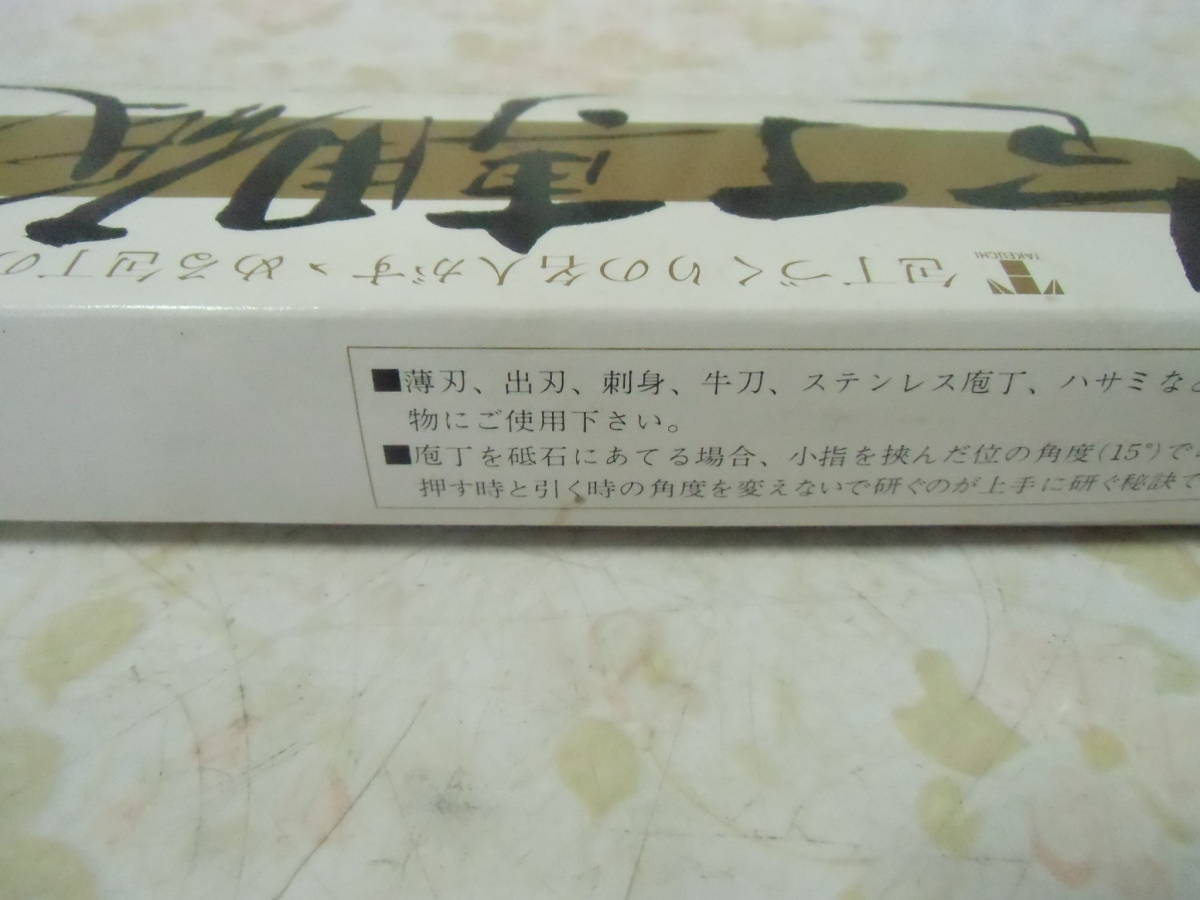 包丁づくりの名人がすゝめる包丁の
TAKEUCHI
■薄刃、出刃、刺身、牛刀、ステンレス庖丁、ハサミなど
物にご使用下さい。
■庖丁を砥石にあてる場合、小指を挟んだ位の角度(15°)で
押す時と引く時の角度を変えないで研ぐのが上手に研ぐ秘訣で